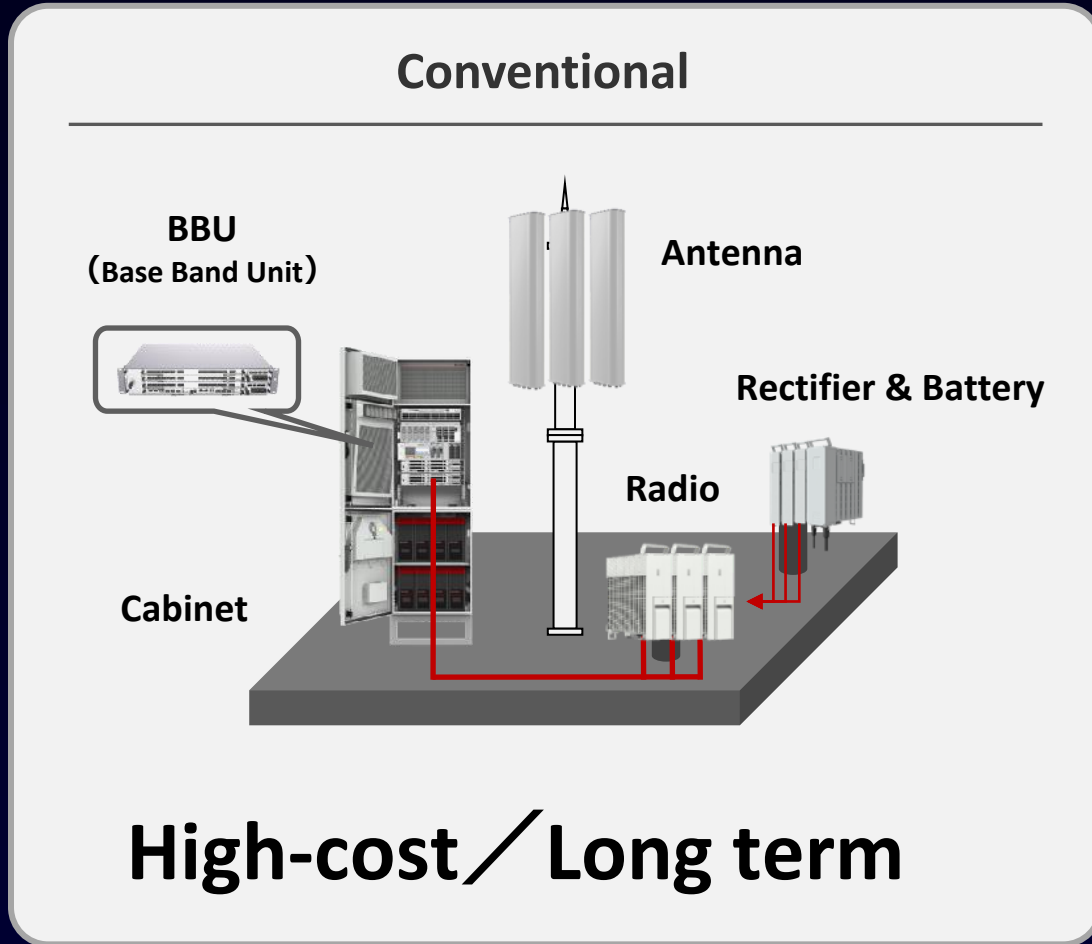 Conventional
BBU
（Base Band Unit）
Antenna
Rectifier & Battery
Radio
Cabinet
High-cost／Long term